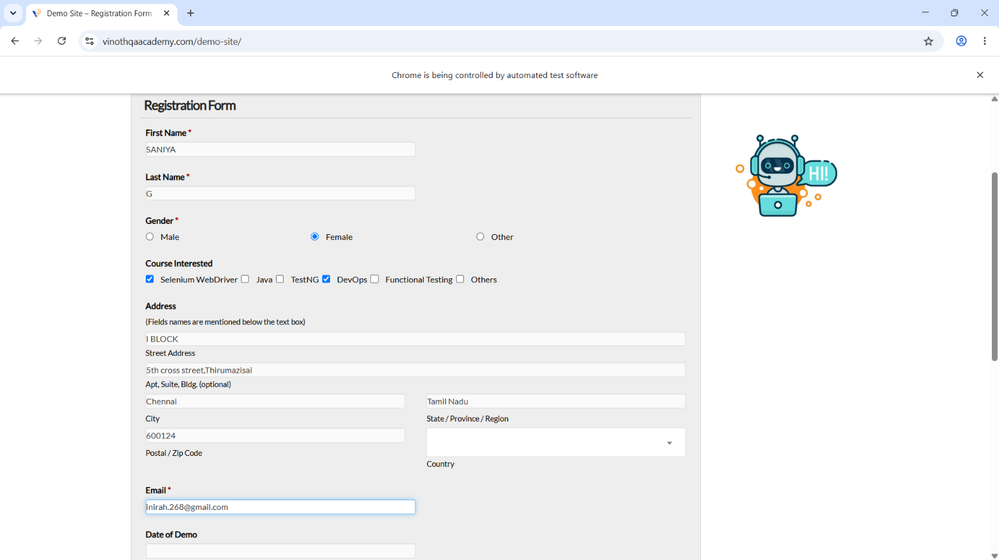 Demo Site – Registration Form
vinothqaacademy.com/demo-site/
Chrome is being controlled by automated test software
Registration Form
First Name *
SANIYA
HI!
Last Name *
G
Gender *
Male Female Other
Course Interested
Selenium WebDriver Java TestNG DevOps Functional Testing Others
Address
(Fields names are mentioned below the text box)
I BLOCK
Street Address
5th cross street,Thirumazisai
Apt, Suite, Bldg. (optional)
Chennai Tamil Nadu
City State / Province / Region
600124
Postal / Zip Code
Country
Email *
inirah.268@gmail.com
Date of Demo